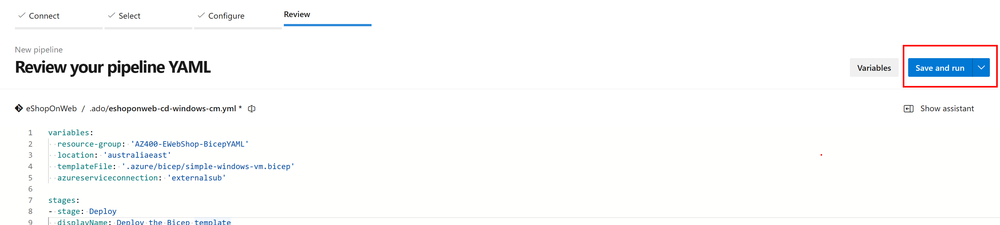 Connect Select Configure Review
New pipeline
Review your pipeline YAML
Variables Save and run
eShopOnWeb / .ado/eshoponweb-cd-windows-cm.yml *
Show assistant
1 variables:
2 resource-group: 'AZ400-EWebShop-BicepYAML'
3 location: 'australiaeast'
4 templateFile: '.azure/bicep/simple-windows-vm.bicep'
5 azureserviceconnection: 'externalsub'
6
7 stages:
8 - stage: Deploy
9 displayName: Deploy the Bicep template